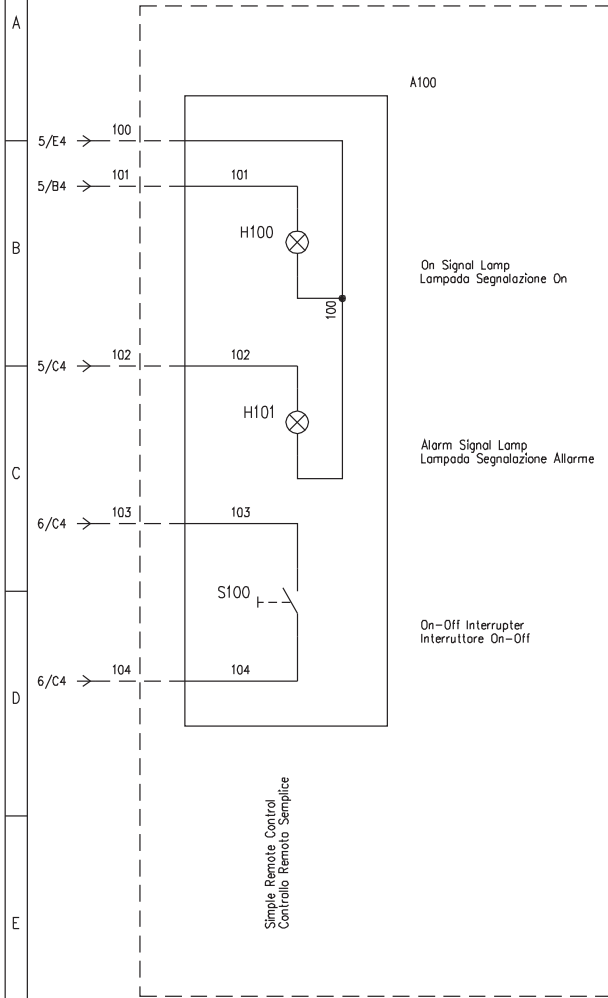 A
A100
100
5/E4
101
101
5/B4
B
H100
On Signal Lamp
Lampada Segnalazione On
100
102
102
5/C4
H101
Alarm Signal Lamp
Lampada Segnalazione Allarme
C
103
103
6/C4
S100
On-Off Interrupter
Interruttore On-Off
104
104
6/C4
D
Simple Remote Control
Controllo Remoto Semplice
E